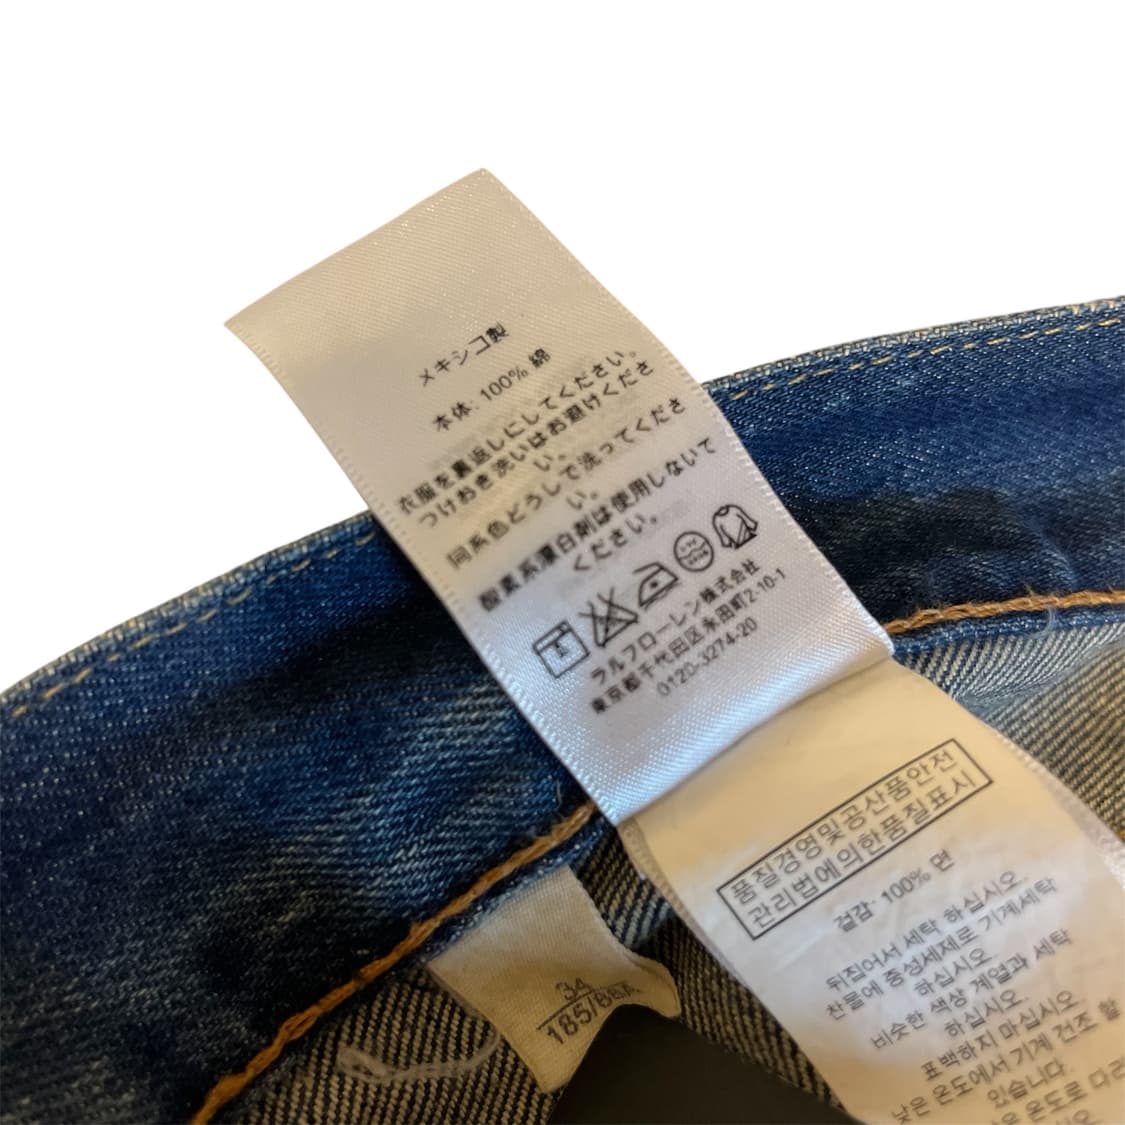 メキシコ製
本体: 100% 綿
衣服を裏返しにしてください。
つけおき洗いはお避けくださ
い。
同系色どうしで洗ってくださ
い。
酸素系漂白剤は使用しないて
ください。
ラルフローレン株式会社
東京都千代田区永田町2-10-1
0120-3274-20
품질경영및공산품안전
관리법에의한품질표시
겉감: 100% 면
뒤집어서 세탁 하십시오.
찬물에 중성세제로 기계세탁
하십시오
비슷한 색상 계열과 세탁
하십시오.
표백하지 마십시오
낮은 온도에서 기계 건조 할
있습니다.
은 온도로 다리
34
185/86A